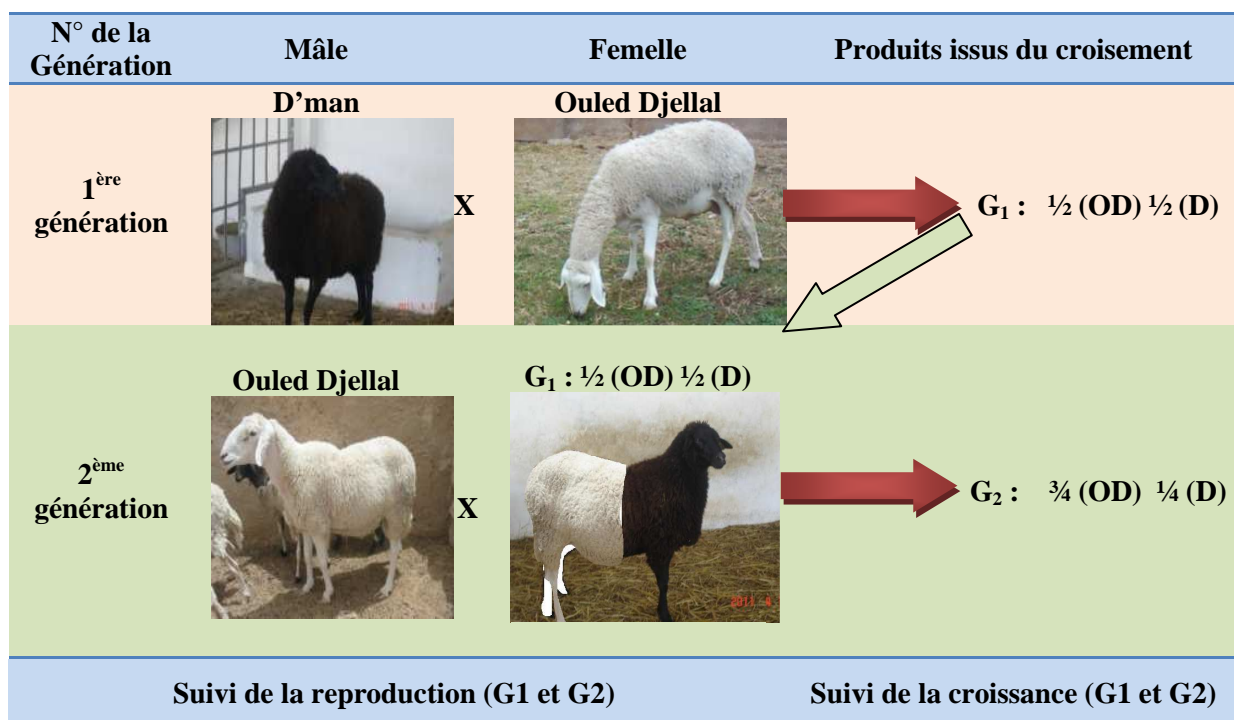 N° de la Génération
Mâle
Femelle
Produits issus du croisement
D'man
Ouled Djellal
1ère génération
X
G1 : ½ (OD) ½ (D)
Ouled Djellal
G1 : ½ (OD) ½ (D)
2ème génération
X
G2 : ¾ (OD) ¼ (D)
Suivi de la reproduction (G1 et G2)
Suivi de la croissance (G1 et G2)